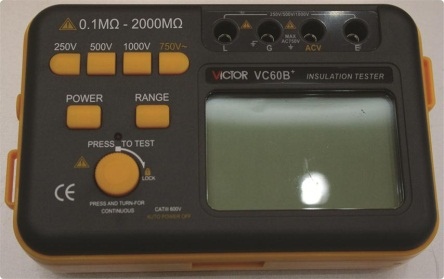 0.1MΩ - 2000MΩ
250V 500V 1000V 750V~
250V/500V/1000V
L G MAX AC750V ACV E
VICTOR VC60B+ INSULATION TESTER
POWER RANGE
PRESS TO TEST
LOCK
PRESS AND TURN-FOR
CONTINUOUS
CATIII 600V
AUTO POWER OFF
CE